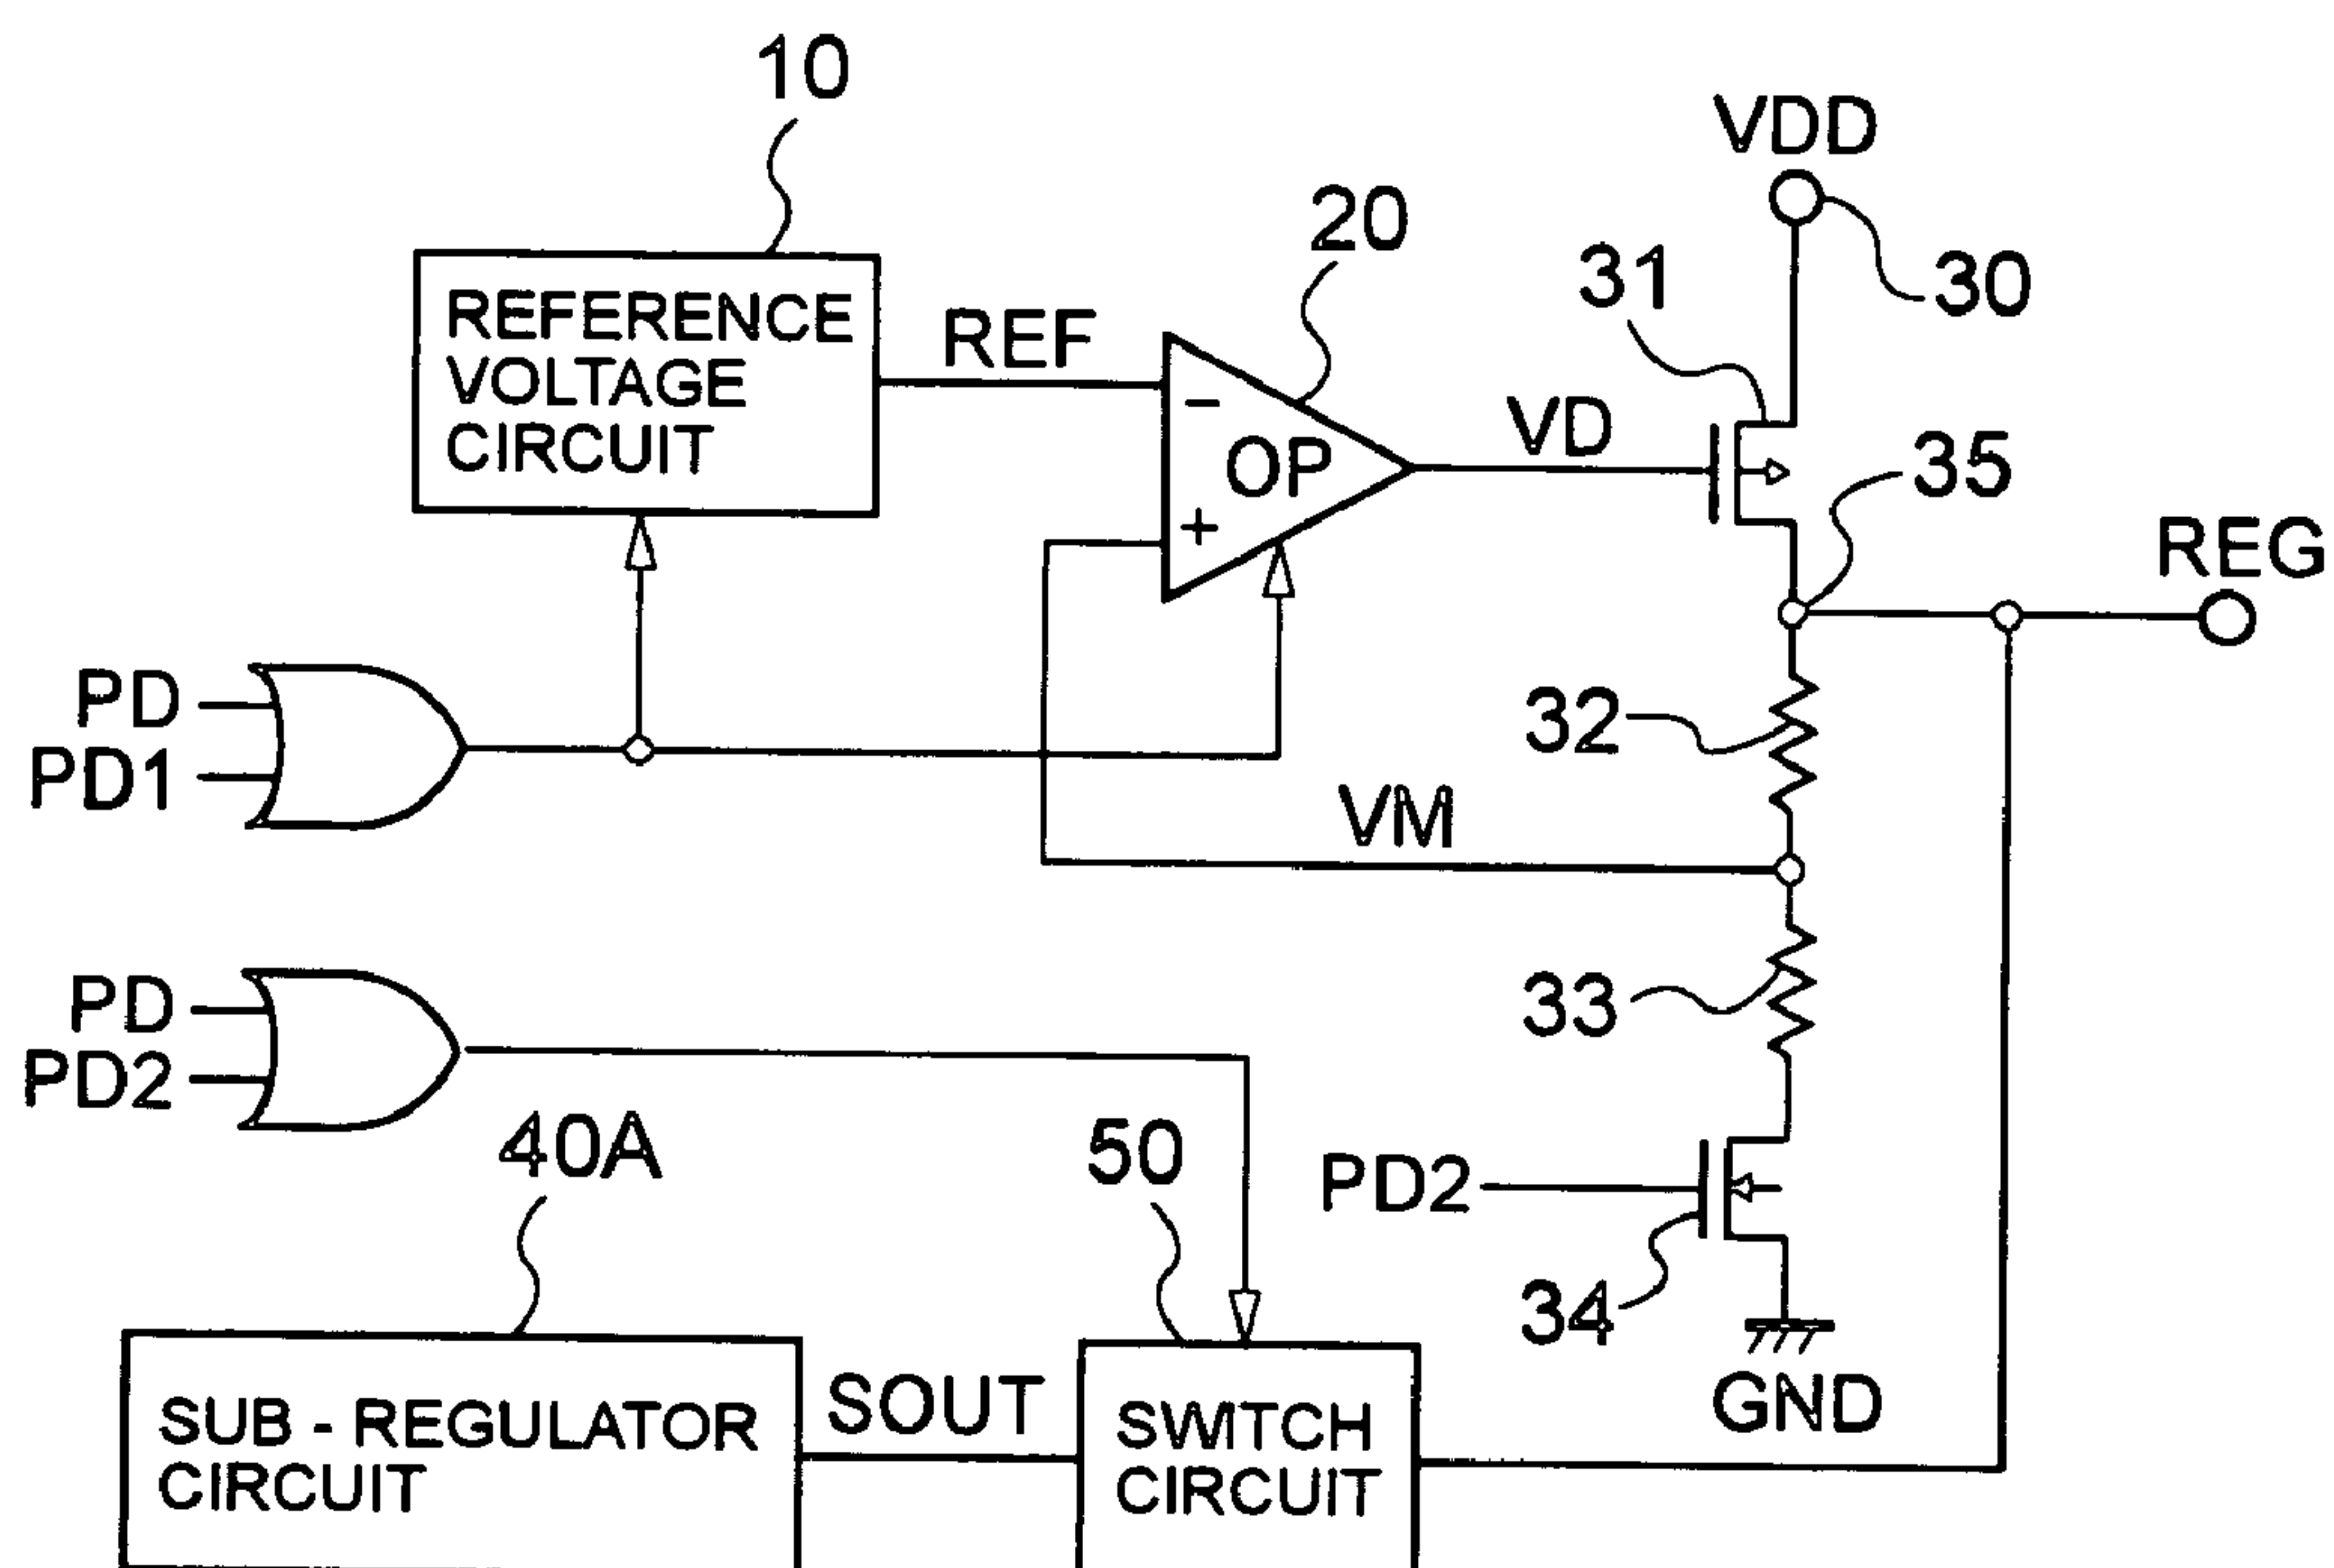 10
VDD
20
31
30
REFERENCE
VOLTAGE
CIRCUIT
REF
-
OP
+
VD
35
REG
PD
PD1
32
VM
PD
PD2
33
40A
50
PD2
34
GND
SUB - REGULATOR
CIRCUIT
SOUT
SWITCH
CIRCUIT